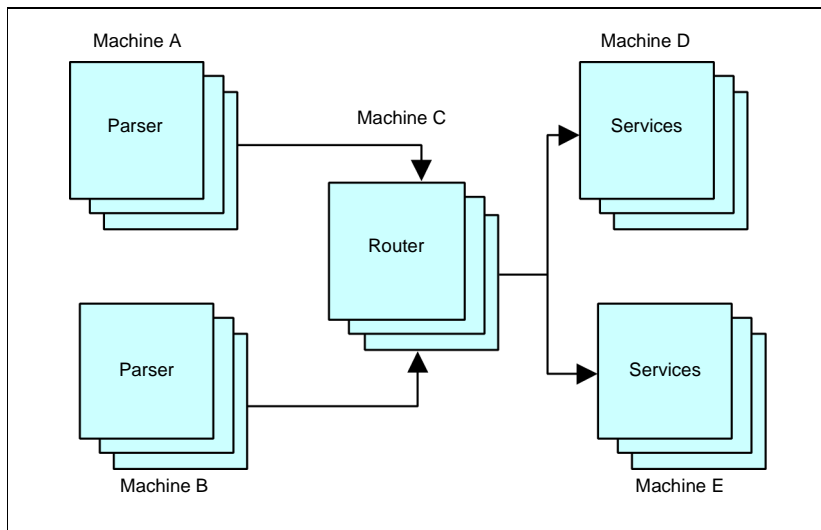 Machine A
Parser
Machine C
Router
Machine D
Services
Parser
Machine B
Services
Machine E